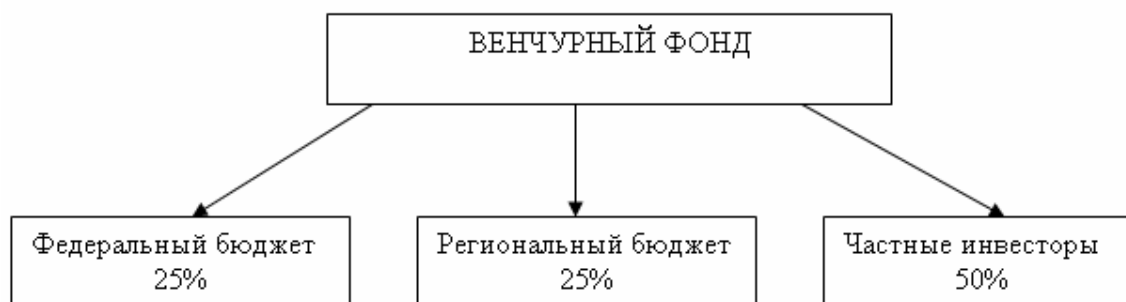 ВЕНЧУРНЫЙ ФОНД
Федеральный бюджет
25%
Региональный бюджет
25%
Частные инвесторы
50%